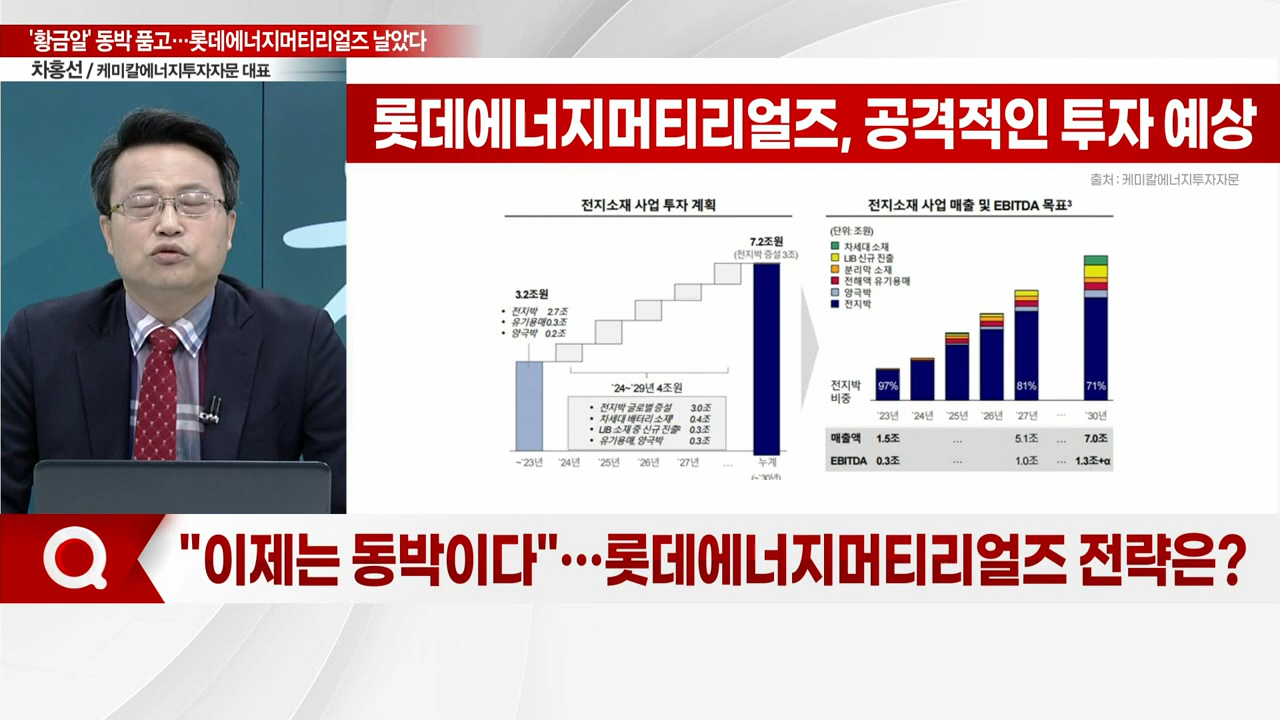 '황금알' 동박 품고…롯데에너지머티리얼즈 날았다
차홍선 / 케미칼에너지투자자문 대표
롯데에너지머티리얼즈, 공격적인 투자 예상
출처 : 케미칼에너지투자자문
전지소재 사업 투자 계획
7.2조원
(전지박 증설 3조)
3.2조원
• 전지박 2.7조
• 유기용매 0.3조
• 양극박 0.2조
`24~`29년 4조원
• 전지박 글로벌 증설 3.0조
• 차세대 배터리 소재 0.4조
• LIB 소재 중 신규 진출 0.3조
• 유기용매, 양극박 0.3조
~`23년 `24년 `25년 `26년 `27년 … 누계
(~`30년)
전지소재 사업 매출 및 EBITDA 목표³
(단위: 조원)
차세대 소재
LIB 신규 진출
분리막 소재
전해액 유기용매
양극박
전지박
전지박
비중
97% 81% 71%
`23년 `24년 `25년 `26년 `27년 … `30년
매출액 1.5조 … 5.1조 … 7.0조
EBITDA 0.3조 … 1.0조 … 1.3조+α
"이제는 동박이다"…롯데에너지머티리얼즈 전략은?